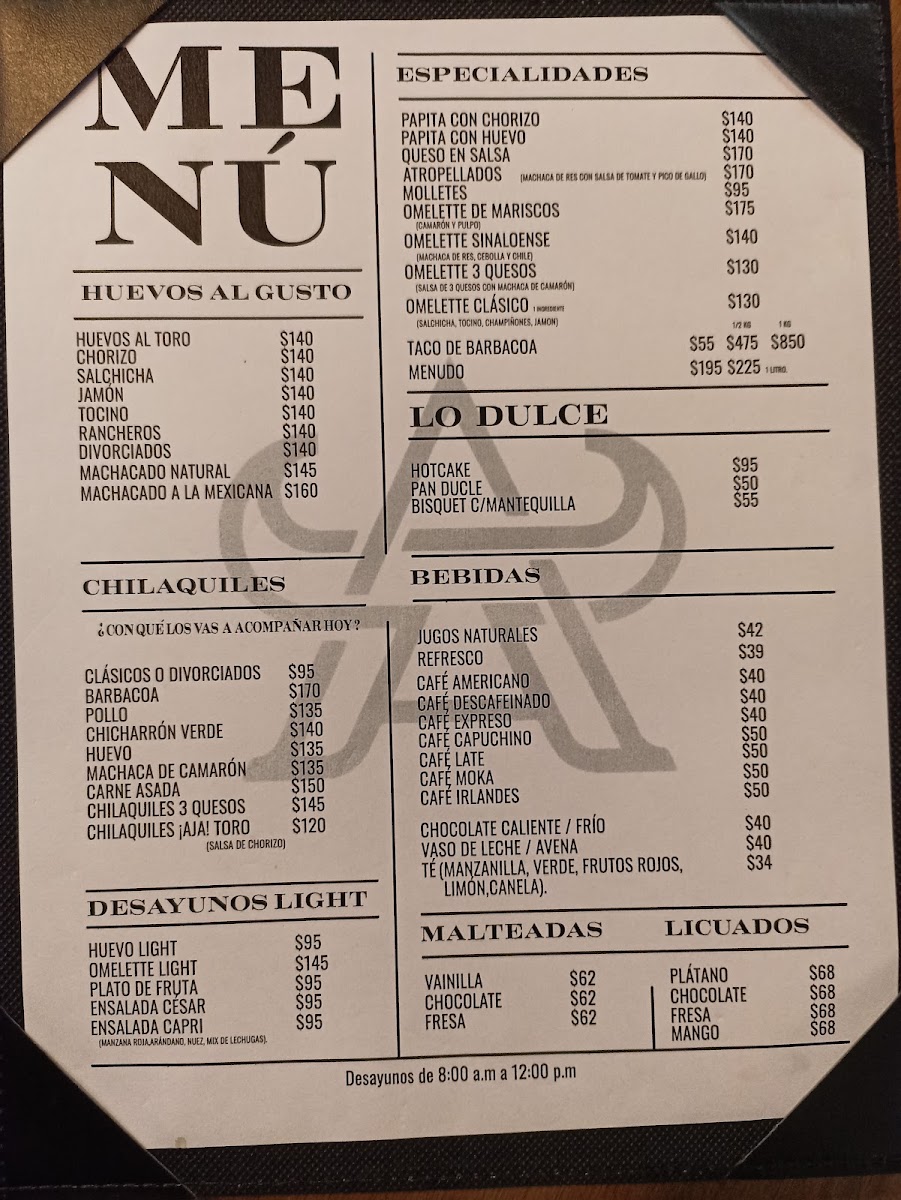 MENÚ
HUEVOS AL GUSTO
HUEVOS AL TORO $140
CHORIZO $140
SALCHICHA $140
JAMÓN $140
TOCINO $140
RANCHEROS $140
DIVORCIADOS $140
MACHACADO NATURAL $145
MACHACADO A LA MEXICANA $160
CHILAQUILES
¿CON QUÉ LOS VAS A ACOMPAÑAR HOY?
CLÁSICOS O DIVORCIADOS $95
BARBACOA $170
POLLO $135
CHICHARRÓN VERDE $140
HUEVO $135
MACHACA DE CAMARÓN $135
CARNE ASADA $150
CHILAQUILES 3 QUESOS $145
CHILAQUILES ¡AJA! TORO $120
(SALSA DE CHORIZO)
DESAYUNOS LIGHT
HUEVO LIGHT $95
OMELETTE LIGHT $145
PLATO DE FRUTA $95
ENSALADA CÉSAR $95
ENSALADA CAPRI $95
(MANZANA ROJA,ARÁNDANO, NUEZ, MIX DE LECHUGAS).
ESPECIALIDADES
PAPITA CON CHORIZO $140
PAPITA CON HUEVO $140
QUESO EN SALSA $170
ATROPELLADOS (MACHACA DE RES CON SALSA DE TOMATE Y PICO DE GALLO) $170
MOLLETES $95
OMELETTE DE MARISCOS $175
(CAMARÓN Y PULPO)
OMELETTE SINALOENSE $140
(MACHACA DE RES, CEBOLLA Y CHILE)
OMELETTE 3 QUESOS $130
(SALSA DE 3 QUESOS CON MACHACA DE CAMARÓN)
OMELETTE CLÁSICO 1 INGREDIENTE $130
(SALCHICHA, TOCINO, CHAMPIÑONES, JAMON)
1/2 KG 1 KG
TACO DE BARBACOA $55 $475 $850
MENUDO $195 $225 1 LITRO.
LO DULCE
HOTCAKE $95
PAN DUCLE $50
BISQUET C/MANTEQUILLA $55
BEBIDAS
JUGOS NATURALES $42
REFRESCO $39
CAFÉ AMERICANO $40
CAFÉ DESCAFEINADO $40
CAFÉ EXPRESO $40
CAFÉ CAPUCHINO $50
CAFÉ LATE $50
CAFÉ MOKA $50
CAFÉ IRLANDES $50
CHOCOLATE CALIENTE / FRÍO $40
VASO DE LECHE / AVENA $40
TÉ (MANZANILLA, VERDE, FRUTOS ROJOS, $34
LIMÓN,CANELA).
MALTEADAS
VAINILLA $62
CHOCOLATE $62
FRESA $62
LICUADOS
PLÁTANO $68
CHOCOLATE $68
FRESA $68
MANGO $68
Desayunos de 8:00 a.m a 12:00 p.m